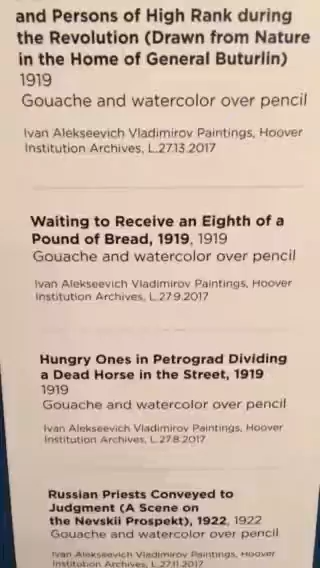 and Persons of High Rank during
the Revolution (Drawn from Nature
in the Home of General Buturlin)
1919
Gouache and watercolor over pencil
Ivan Alekseevich Vladimirov Paintings, Hoover
Institution Archives, L.27.13.2017
Waiting to Receive an Eighth of a
Pound of Bread, 1919, 1919
Gouache and watercolor over pencil
Ivan Alekseevich Vladimirov Paintings, Hoover
Institution Archives, L.27.9.2017
Hungry Ones in Petrograd Dividing
a Dead Horse in the Street, 1919
1919
Gouache and watercolor over pencil
Ivan Alekseevich Vladimirov Paintings, Hoover
Institution Archives, L.27.8.2017
Russian Priests Conveyed to
Judgment (A Scene on
the Nevskii Prospekt), 1922, 1922
Gouache and watercolor over pencil
Ivan Alekseevich Vladimirov Paintings, Hoover
Institution Archives, L.27.11.2017